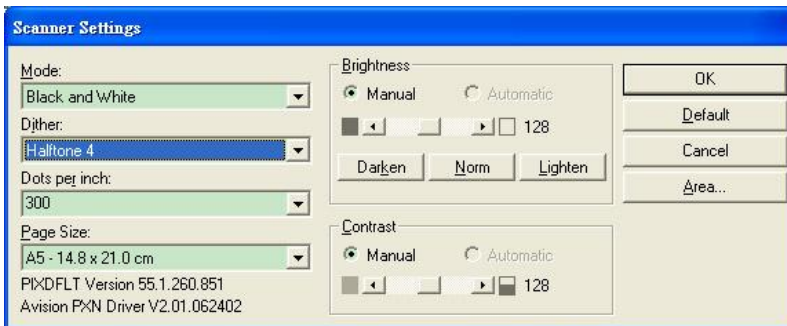 Scanner Settings
Mode:
Black and White
Dither:
Halftone 4
Dots per inch:
300
Page Size:
A5 - 14.8 x 21.0 cm
PIXDFLT Version 55.1.260.851
Avision PXN Driver V2.01.062402
Brightness
Manual Automatic
128
Darken Norm Lighten
Contrast
Manual Automatic
128
OK
Default
Cancel
Area...